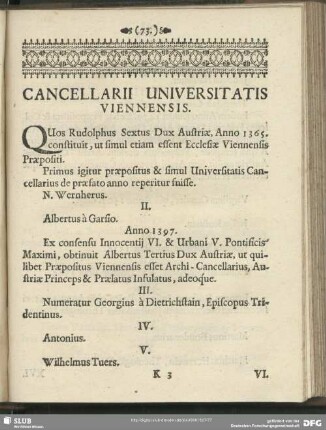 (73.)
CANCELLARII UNIVERSITATIS
VIENNENSIS.
QUos Rudolphus Sextus Dux Austriæ, Anno 1365.
constituit, ut simul etiam essent Ecclesiæ Viennensis
Præpositi.
Primus igitur præpositus & simul Universitatis Can-
cellarius de præfato anno reperitur fuisse.
N. Wernherus.
II.
Albertus à Garsio.
Anno 1397.
Ex consensu Innocentij VI. & Urbani V. Pontificis
Maximi, obtinuit Albertus Tertius Dux Austriæ, ut qui-
libet Præpositus Viennensis esset Archi-Cancellarius, Au-
striæ Princeps & Prælatus Infulatus, adeoque.
III.
Numeratur Georgius à Dietrichstain, Episcopus Tri-
dentinus.
IV.
Antonius.
V.
Wilhelmus Tuers.
K 3 VI.
SLUB
DFG